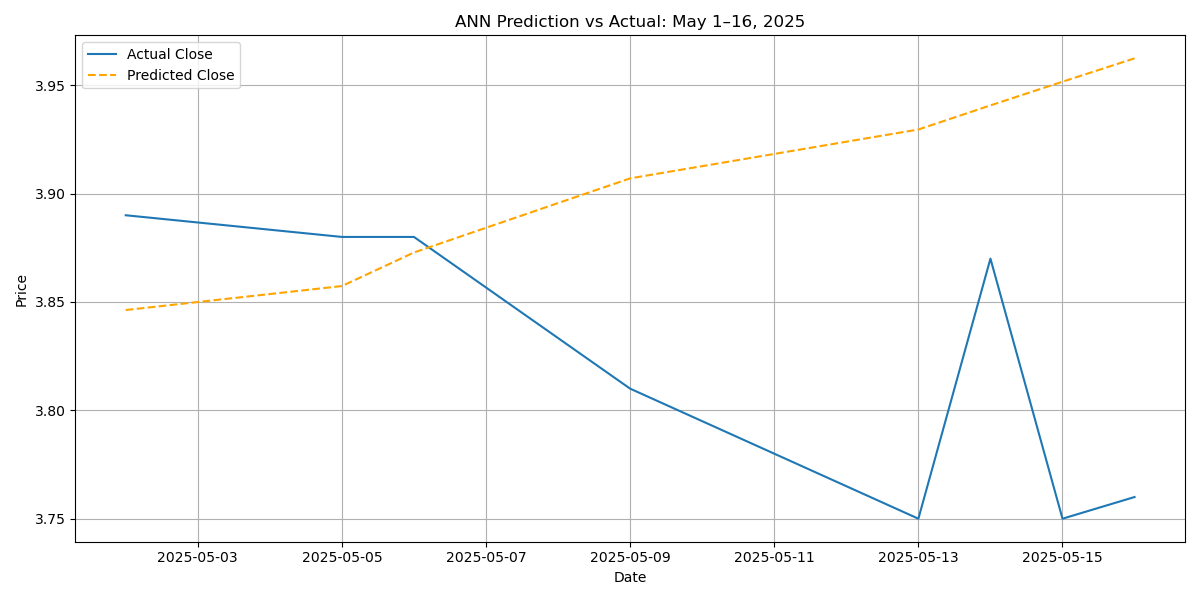 ANN Prediction vs Actual: May 1–16, 2025
Actual Close
Predicted Close
3.95
3.90
3.85
3.80
3.75
Price
2025-05-03
2025-05-05
2025-05-07
2025-05-09
2025-05-11
2025-05-13
2025-05-15
Date